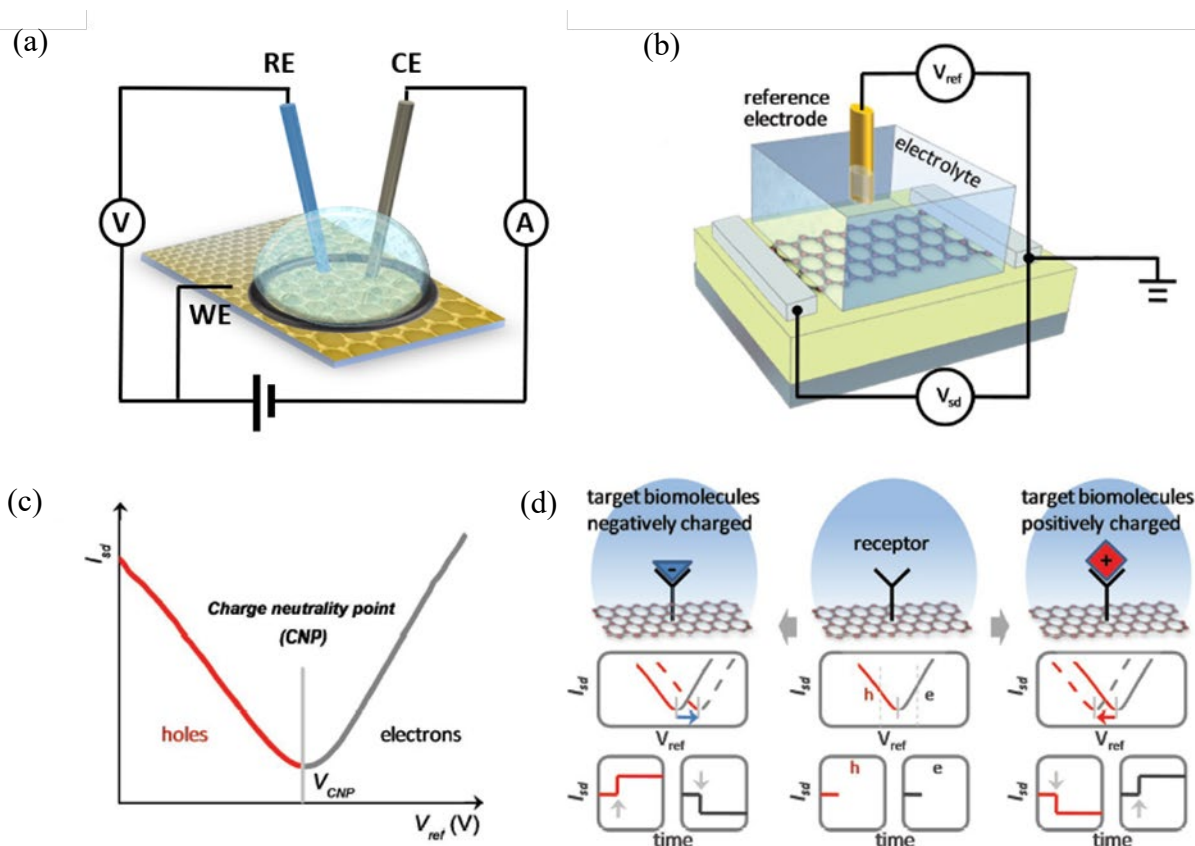 (a)
RE
CE
V
A
WE
(b)
V_ref
reference
electrode
electrolyte
V_sd
(c)
I_sd
Charge neutrality point
(CNP)
holes
electrons
V_CNP
V_ref (V)
(d)
target biomolecules
negatively charged
-
receptor
target biomolecules
positively charged
+
I_sd
V_ref
I_sd
h
e
V_ref
I_sd
V_ref
I_sd
time
I_sd
h
e
time
I_sd
time